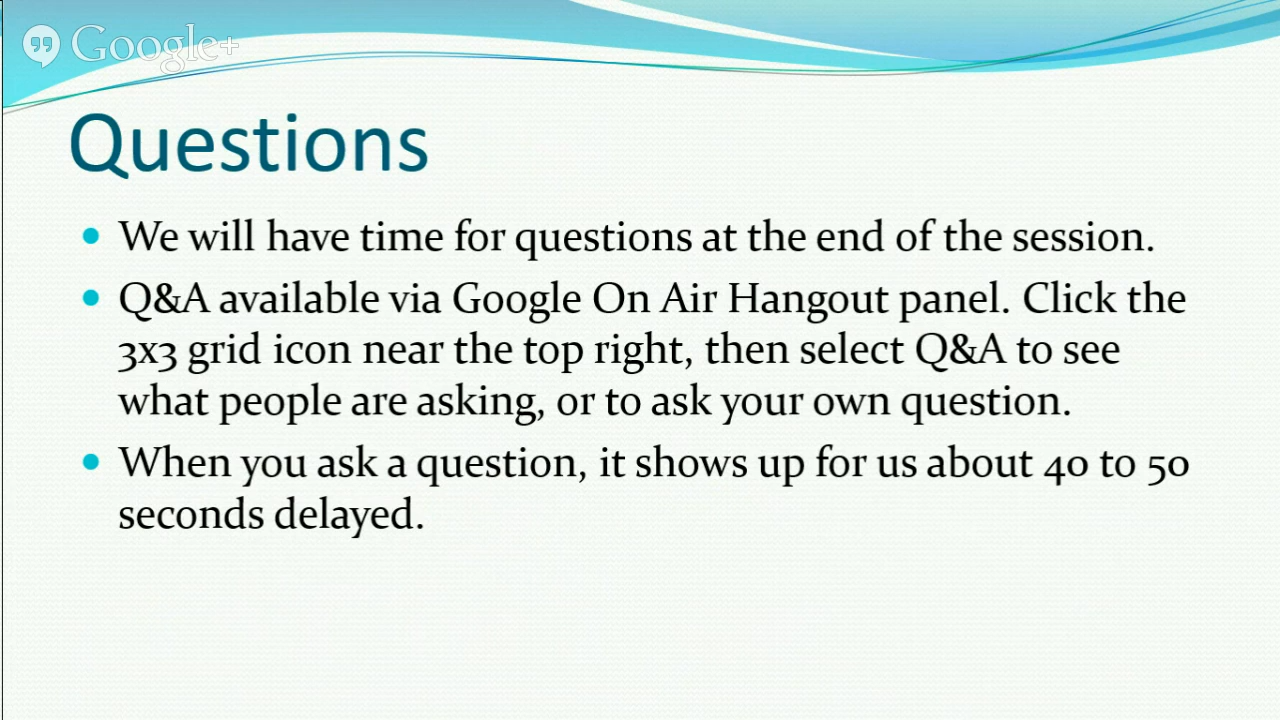 Google+
Questions
• We will have time for questions at the end of the session.
• Q&A available via Google On Air Hangout panel. Click the
3x3 grid icon near the top right, then select Q&A to see
what people are asking, or to ask your own question.
• When you ask a question, it shows up for us about 40 to 50
seconds delayed.